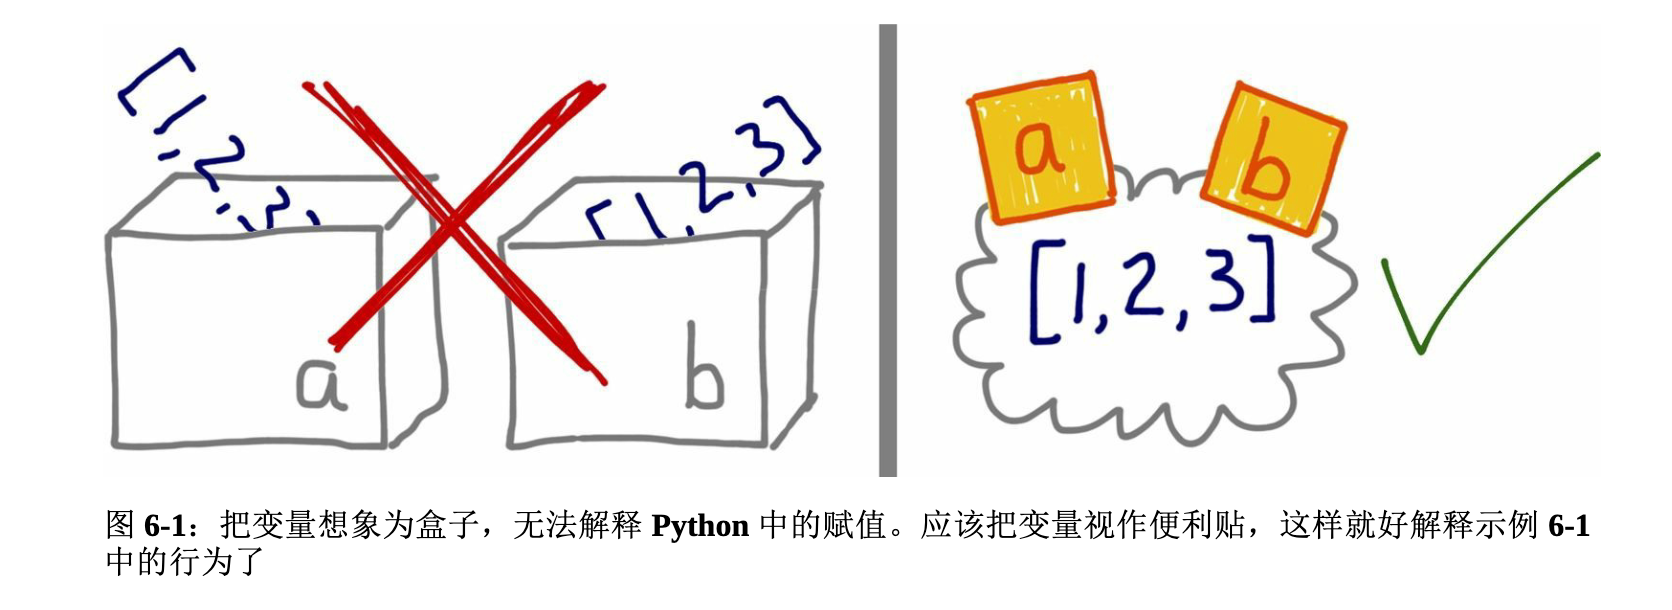 [1, 2, 3,
[1, 2, 3]
a
b
a
b
[1, 2, 3]
图 6-1：把变量想象为盒子，无法解释 Python 中的赋值。应该把变量视作便利贴，这样就好解释示例 6-1
中的行为了